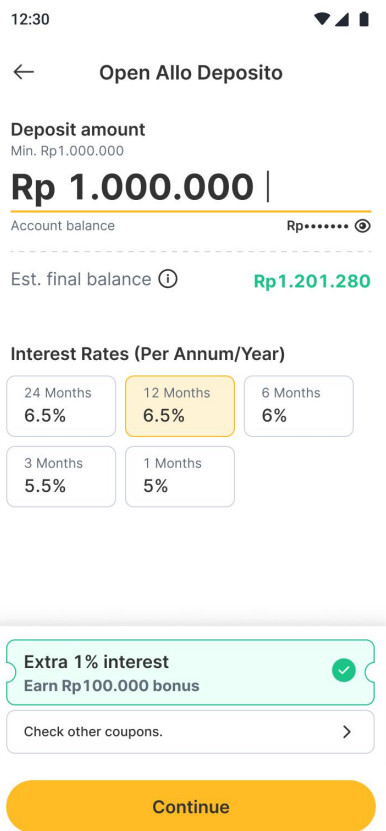 12:30
Open Allo Deposito
Deposit amount
Min. Rp1.000.000
Rp 1.000.000
Account balance Rp•••••••
Est. final balance Rp1.201.280
Interest Rates (Per Annum/Year)
24 Months 12 Months 6 Months
6.5% 6.5% 6%
3 Months 1 Months
5.5% 5%
Extra 1% interest
Earn Rp100.000 bonus
Check other coupons.
Continue